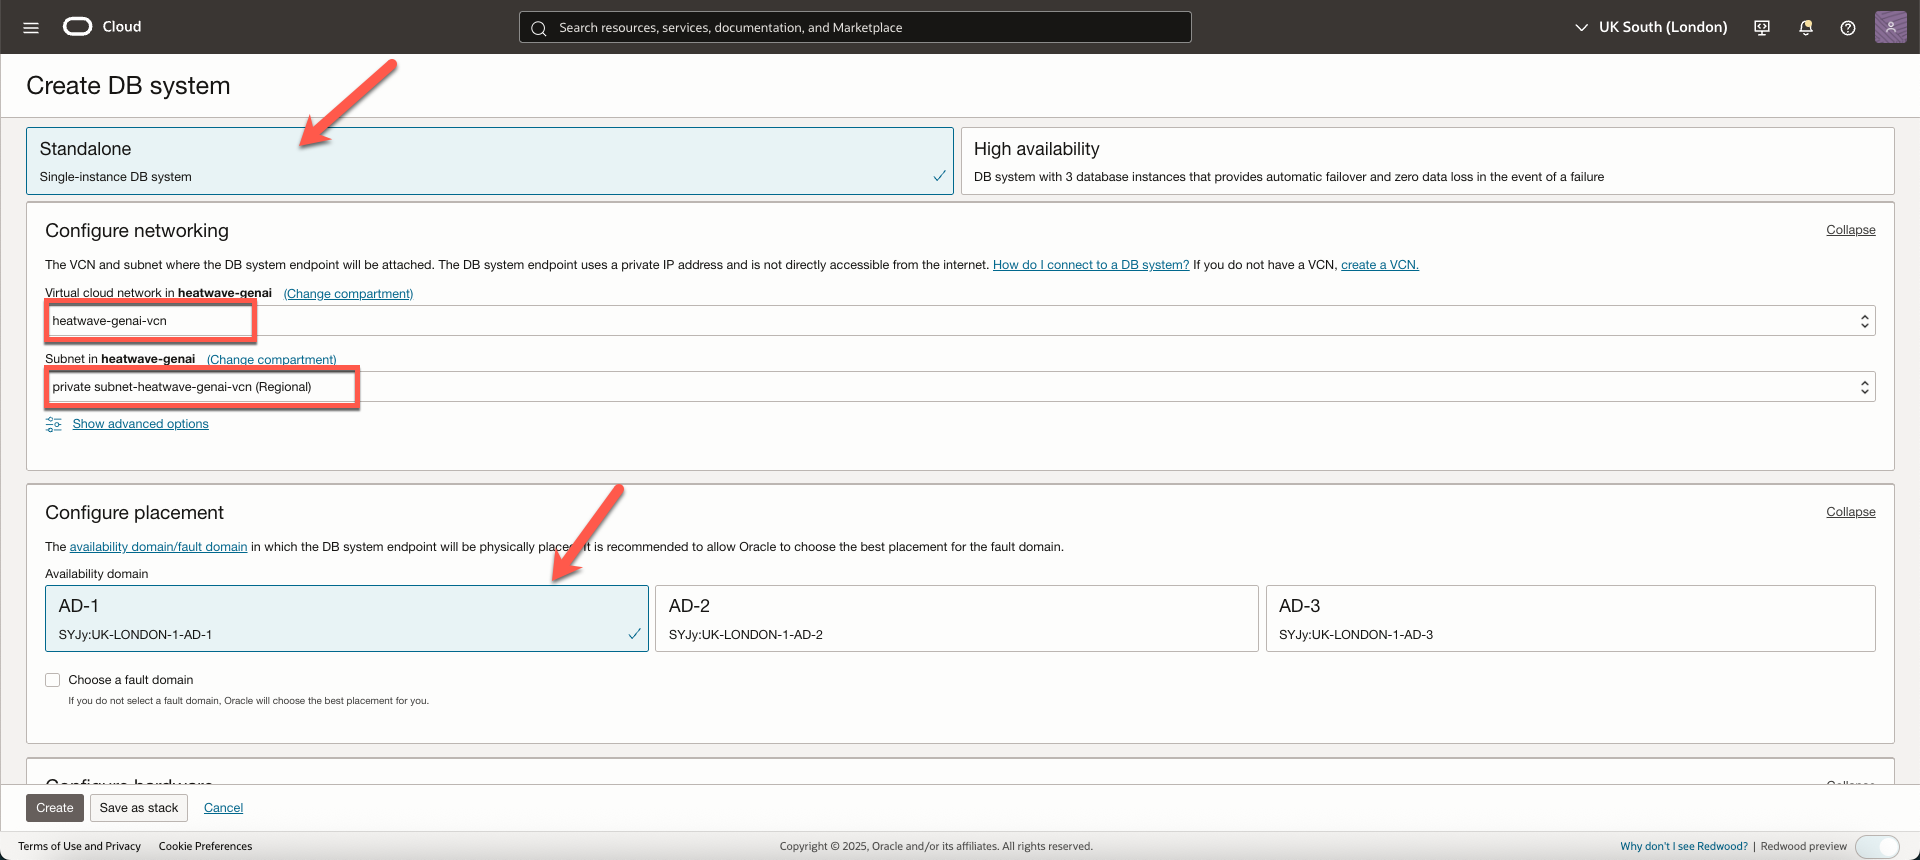 Cloud
Search resources, services, documentation, and Marketplace
UK South (London)
Create DB system
Standalone
Single-instance DB system
High availability
DB system with 3 database instances that provides automatic failover and zero data loss in the event of a failure
Configure networking
Collapse
The VCN and subnet where the DB system endpoint will be attached. The DB system endpoint uses a private IP address and is not directly accessible from the internet. How do I connect to a DB system? If you do not have a VCN, create a VCN.
Virtual cloud network in heatwave-genai (Change compartment)
heatwave-genai-vcn
Subnet in heatwave-genai (Change compartment)
private subnet-heatwave-genai-vcn (Regional)
Show advanced options
Configure placement
Collapse
The availability domain/fault domain in which the DB system endpoint will be physically place It is recommended to allow Oracle to choose the best placement for the fault domain.
Availability domain
AD-1
SYJy:UK-LONDON-1-AD-1
AD-2
SYJy:UK-LONDON-1-AD-2
AD-3
SYJy:UK-LONDON-1-AD-3
Choose a fault domain
If you do not select a fault domain, Oracle will choose the best placement for you.
Configure hardware
Collapse
Create
Save as stack
Cancel
Terms of Use and Privacy
Cookie Preferences
Copyright © 2025, Oracle and/or its affiliates. All rights reserved.
Why don't I see Redwood? | Redwood preview